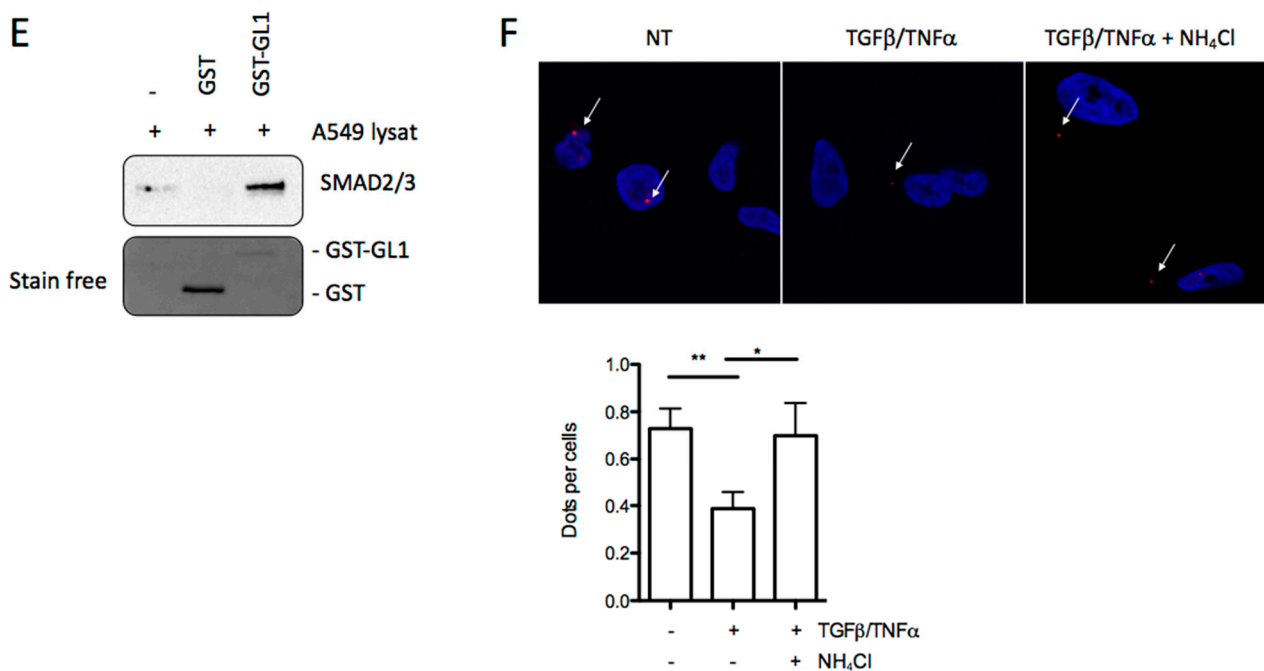 E
-
GST
GST-GL1
+ + + A549 lysat
SMAD2/3
- GST-GL1
Stain free
- GST
F
NT
TGFβ/TNFα
TGFβ/TNFα + NH₄Cl
** *
1.0
0.8
0.6
0.4
0.2
0.0
Dots per cells
- + + TGFβ/TNFα
- - + NH₄Cl